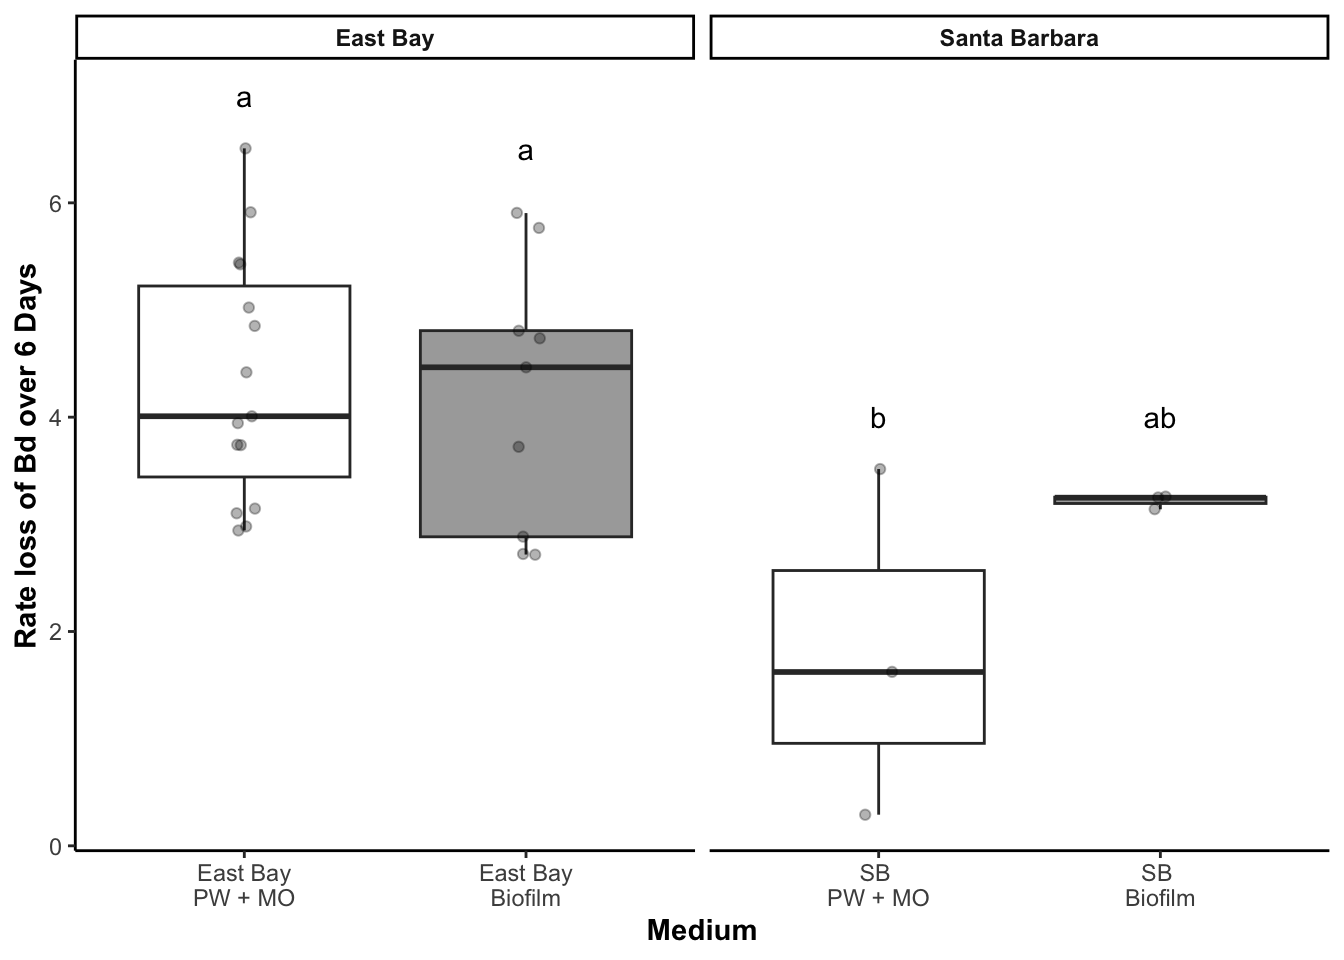 East Bay
Santa Barbara
a
a
b
ab
Rate loss of Bd over 6 Days
6
4
2
0
East Bay
PW + MO
East Bay
Biofilm
SB
PW + MO
SB
Biofilm
Medium